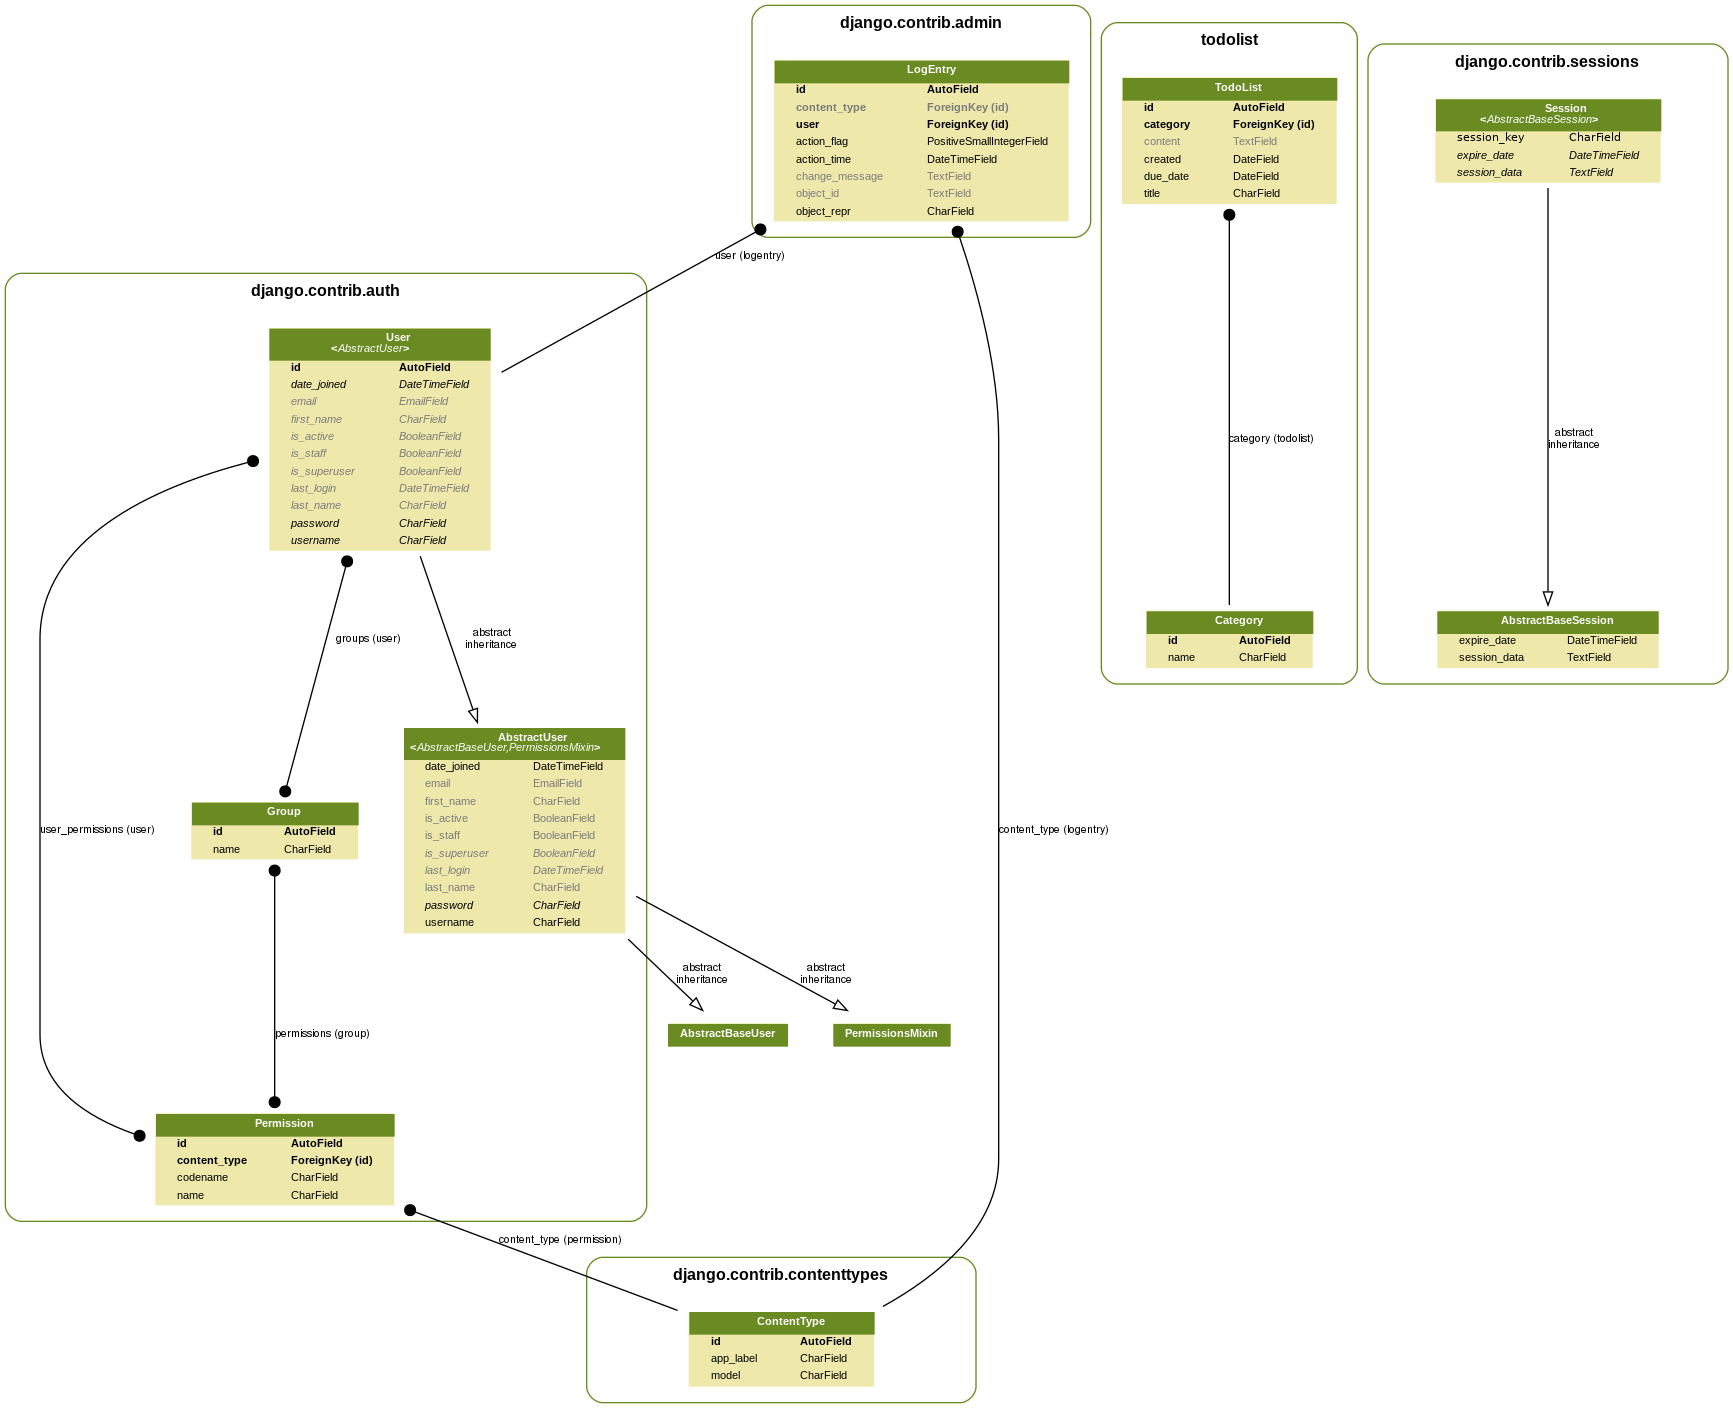 django.contrib.admin
LogEntry
id AutoField
content_type ForeignKey (id)
user ForeignKey (id)
action_flag PositiveSmallIntegerField
action_time DateTimeField
change_message TextField
object_id TextField
object_repr CharField
todolist
TodoList
id AutoField
category ForeignKey (id)
content TextField
created DateField
due_date DateField
title CharField
category (todolist)
Category
id AutoField
name CharField
django.contrib.sessions
Session
<AbstractBaseSession>
session_key CharField
expire_date DateTimeField
session_data TextField
abstract
inheritance
AbstractBaseSession
expire_date DateTimeField
session_data TextField
user (logentry)
django.contrib.auth
User
<AbstractUser>
id AutoField
date_joined DateTimeField
email EmailField
first_name CharField
is_active BooleanField
is_staff BooleanField
is_superuser BooleanField
last_login DateTimeField
last_name CharField
password CharField
username CharField
groups (user)
abstract
inheritance
AbstractUser
<AbstractBaseUser,PermissionsMixin>
date_joined DateTimeField
email EmailField
first_name CharField
is_active BooleanField
is_staff BooleanField
is_superuser BooleanField
last_login DateTimeField
last_name CharField
password CharField
username CharField
Group
id AutoField
name CharField
user_permissions (user)
content_type (logentry)
abstract
inheritance
abstract
inheritance
AbstractBaseUser
PermissionsMixin
permissions (group)
Permission
id AutoField
content_type ForeignKey (id)
codename CharField
name CharField
content_type (permission)
django.contrib.contenttypes
ContentType
id AutoField
app_label CharField
model CharField